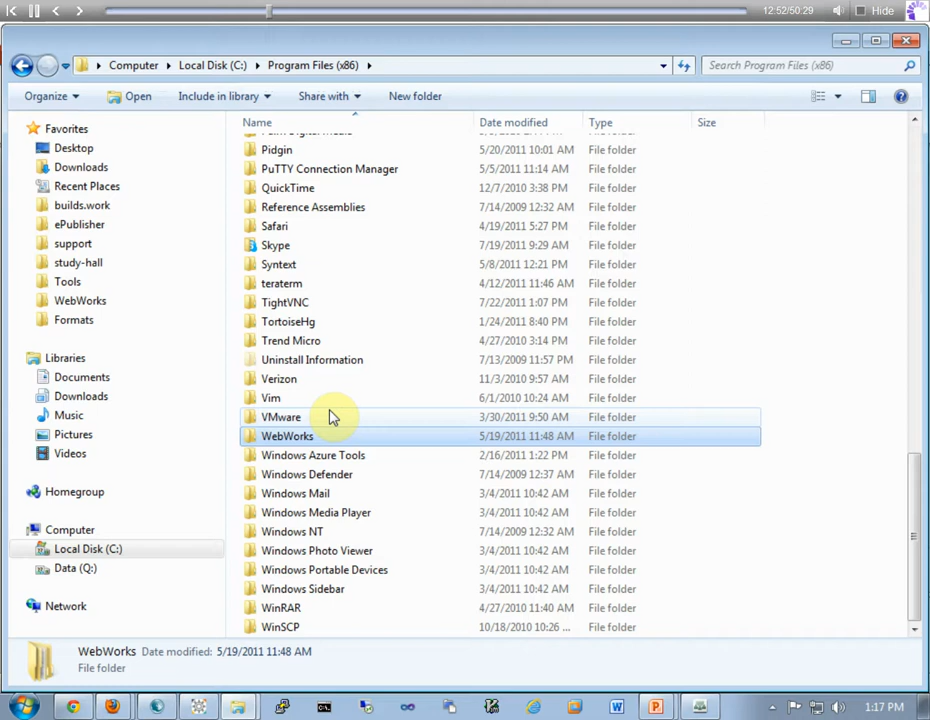 12:52/50:29 Hide
Computer Local Disk (C:) Program Files (x86) Search Program Files (x86)
Organize Open Include in library Share with New folder
Name Date modified Type Size
Favorites
Desktop
Downloads
Recent Places
builds.work
ePublisher
support
study-hall
Tools
WebWorks
Formats
Libraries
Documents
Downloads
Music
Pictures
Videos
Homegroup
Computer
Local Disk (C:)
Data (Q:)
Network
Pidgin 5/20/2011 10:01 AM File folder
PuTTY Connection Manager 5/5/2011 11:14 AM File folder
QuickTime 12/7/2010 3:38 PM File folder
Reference Assemblies 7/14/2009 12:32 AM File folder
Safari 4/19/2011 5:27 PM File folder
Skype 7/19/2011 9:29 AM File folder
Syntext 5/8/2011 12:21 PM File folder
teraterm 4/12/2011 11:46 AM File folder
TightVNC 7/22/2011 1:07 PM File folder
TortoiseHg 1/24/2011 8:40 PM File folder
Trend Micro 4/27/2011 3:14 PM File folder
Uninstall Information 7/13/2009 11:57 PM File folder
Verizon 11/3/2010 9:57 AM File folder
Vim 6/1/2010 10:24 AM File folder
VMware 3/30/2011 9:50 AM File folder
WebWorks 5/19/2011 11:48 AM File folder
Windows Azure Tools 2/16/2011 1:22 PM File folder
Windows Defender 7/14/2009 12:37 AM File folder
Windows Mail 3/4/2011 10:42 AM File folder
Windows Media Player 3/4/2011 10:42 AM File folder
Windows NT 7/14/2009 12:32 AM File folder
Windows Photo Viewer 3/4/2011 10:42 AM File folder
Windows Portable Devices 3/4/2011 10:42 AM File folder
Windows Sidebar 3/4/2011 10:42 AM File folder
WinRAR 4/27/2010 11:40 AM File folder
WinSCP 10/18/2010 10:26 ... File folder
WebWorks Date modified: 5/19/2011 11:48 AM
File folder
1:17 PM